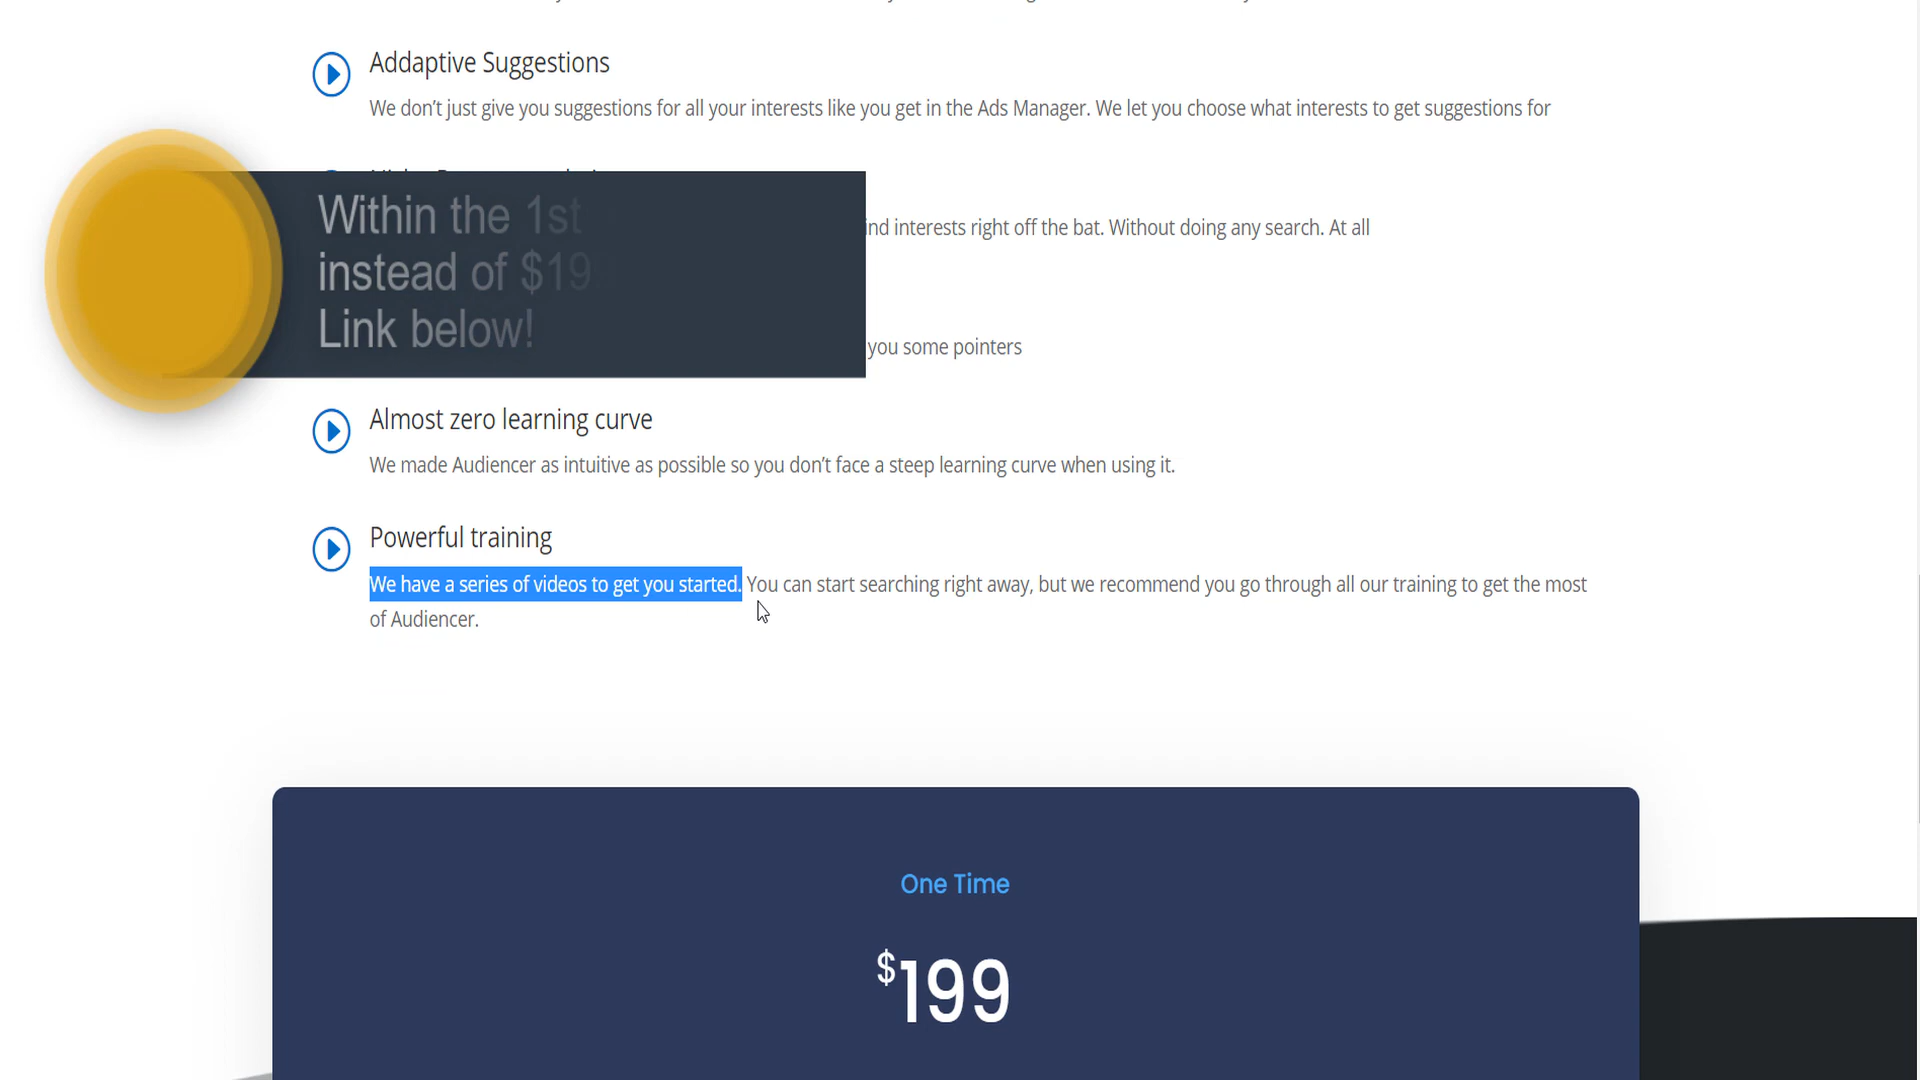 Addaptive Suggestions
We don't just give you suggestions for all your interests like you get in the Ads Manager. We let you choose what interests to get suggestions for
Within the 1st
instead of $19
Link below!
ind interests right off the bat. Without doing any search. At all
you some pointers
Almost zero learning curve
We made Audiencer as intuitive as possible so you don't face a steep learning curve when using it.
Powerful training
We have a series of videos to get you started. You can start searching right away, but we recommend you go through all our training to get the most
of Audiencer.
One Time
$199